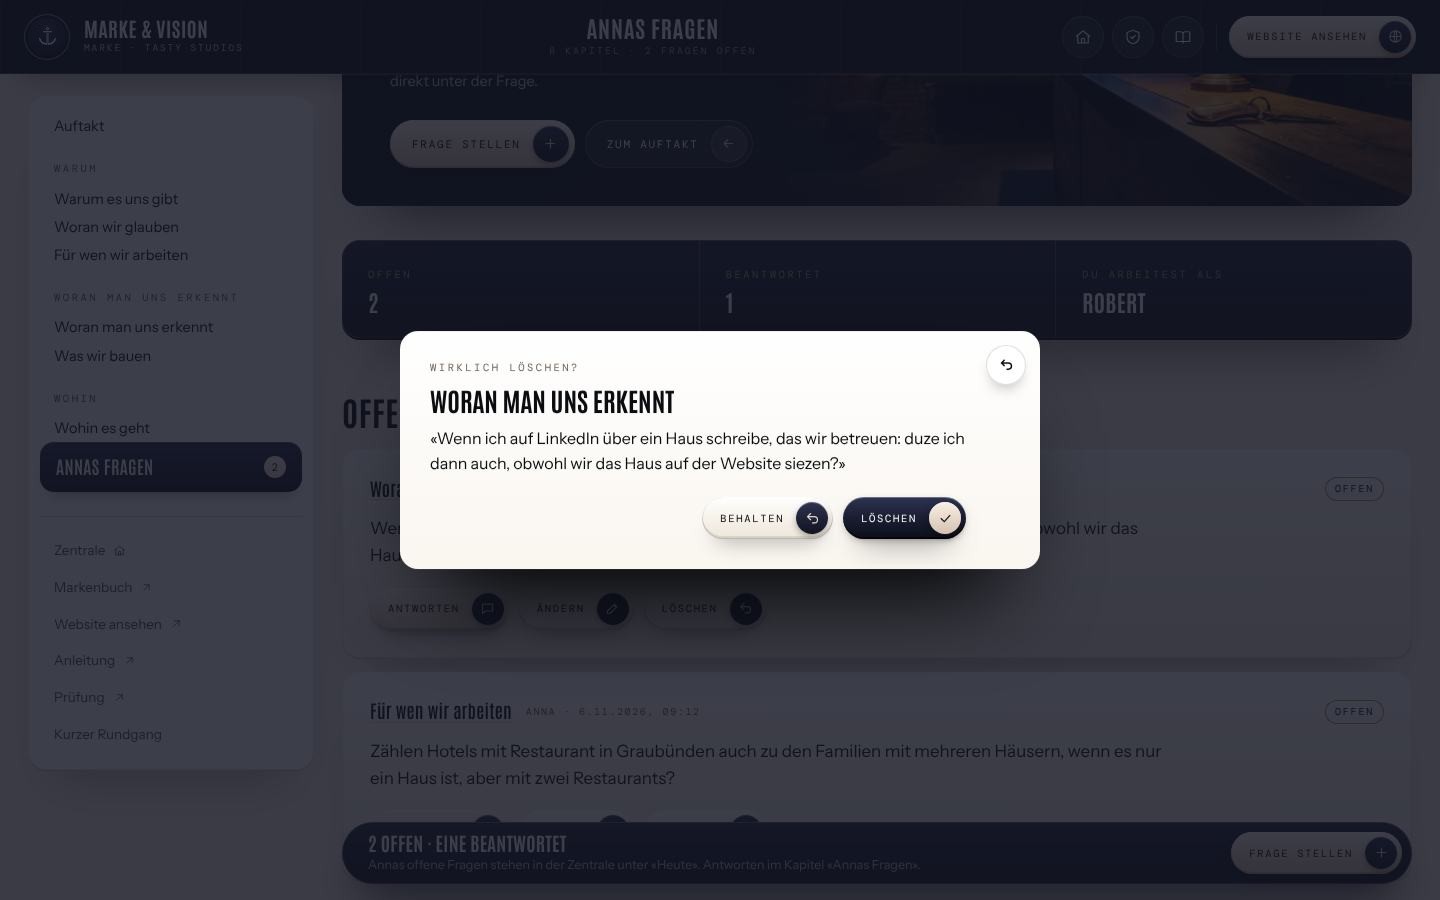 MARKE & VISION
MARKE · TASTY STUDIOS
ANNAS FRAGEN
8 KAPITEL · 2 FRAGEN OFFEN
WEBSITE ANSEHEN
direkt unter der Frage.
FRAGE STELLEN
ZUM AUFTAKT
Auftakt
WARUM
Warum es uns gibt
Woran wir glauben
Für wen wir arbeiten
WORAN MAN UNS ERKENNT
Woran man uns erkennt
Was wir bauen
WOHIN
Wohin es geht
ANNAS FRAGEN 2
Zentrale
Markenbuch
Website ansehen
Anleitung
Prüfung
Kurzer Rundgang
OFFEN
2
BEANTWORTET
1
DU ARBEITEST ALS
ROBERT
WIRKLICH LÖSCHEN?
WORAN MAN UNS ERKENNT
«Wenn ich auf LinkedIn über ein Haus schreibe, das wir betreuen: duze ich
dann auch, obwohl wir das Haus auf der Website siezen?»
BEHALTEN
LÖSCHEN
OFFE
Wora
OFFEN
Wen
owohl wir das
Hau
ANTWORTEN
ÄNDERN
LÖSCHEN
Für wen wir arbeiten
ANNA · 6.11.2026, 09:12
OFFEN
Zählen Hotels mit Restaurant in Graubünden auch zu den Familien mit mehreren Häusern, wenn es nur
ein Haus ist, aber mit zwei Restaurants?
2 OFFEN · EINE BEANTWORTET
Annas offene Fragen stehen in der Zentrale unter «Heute». Antworten im Kapitel «Annas Fragen».
FRAGE STELLEN